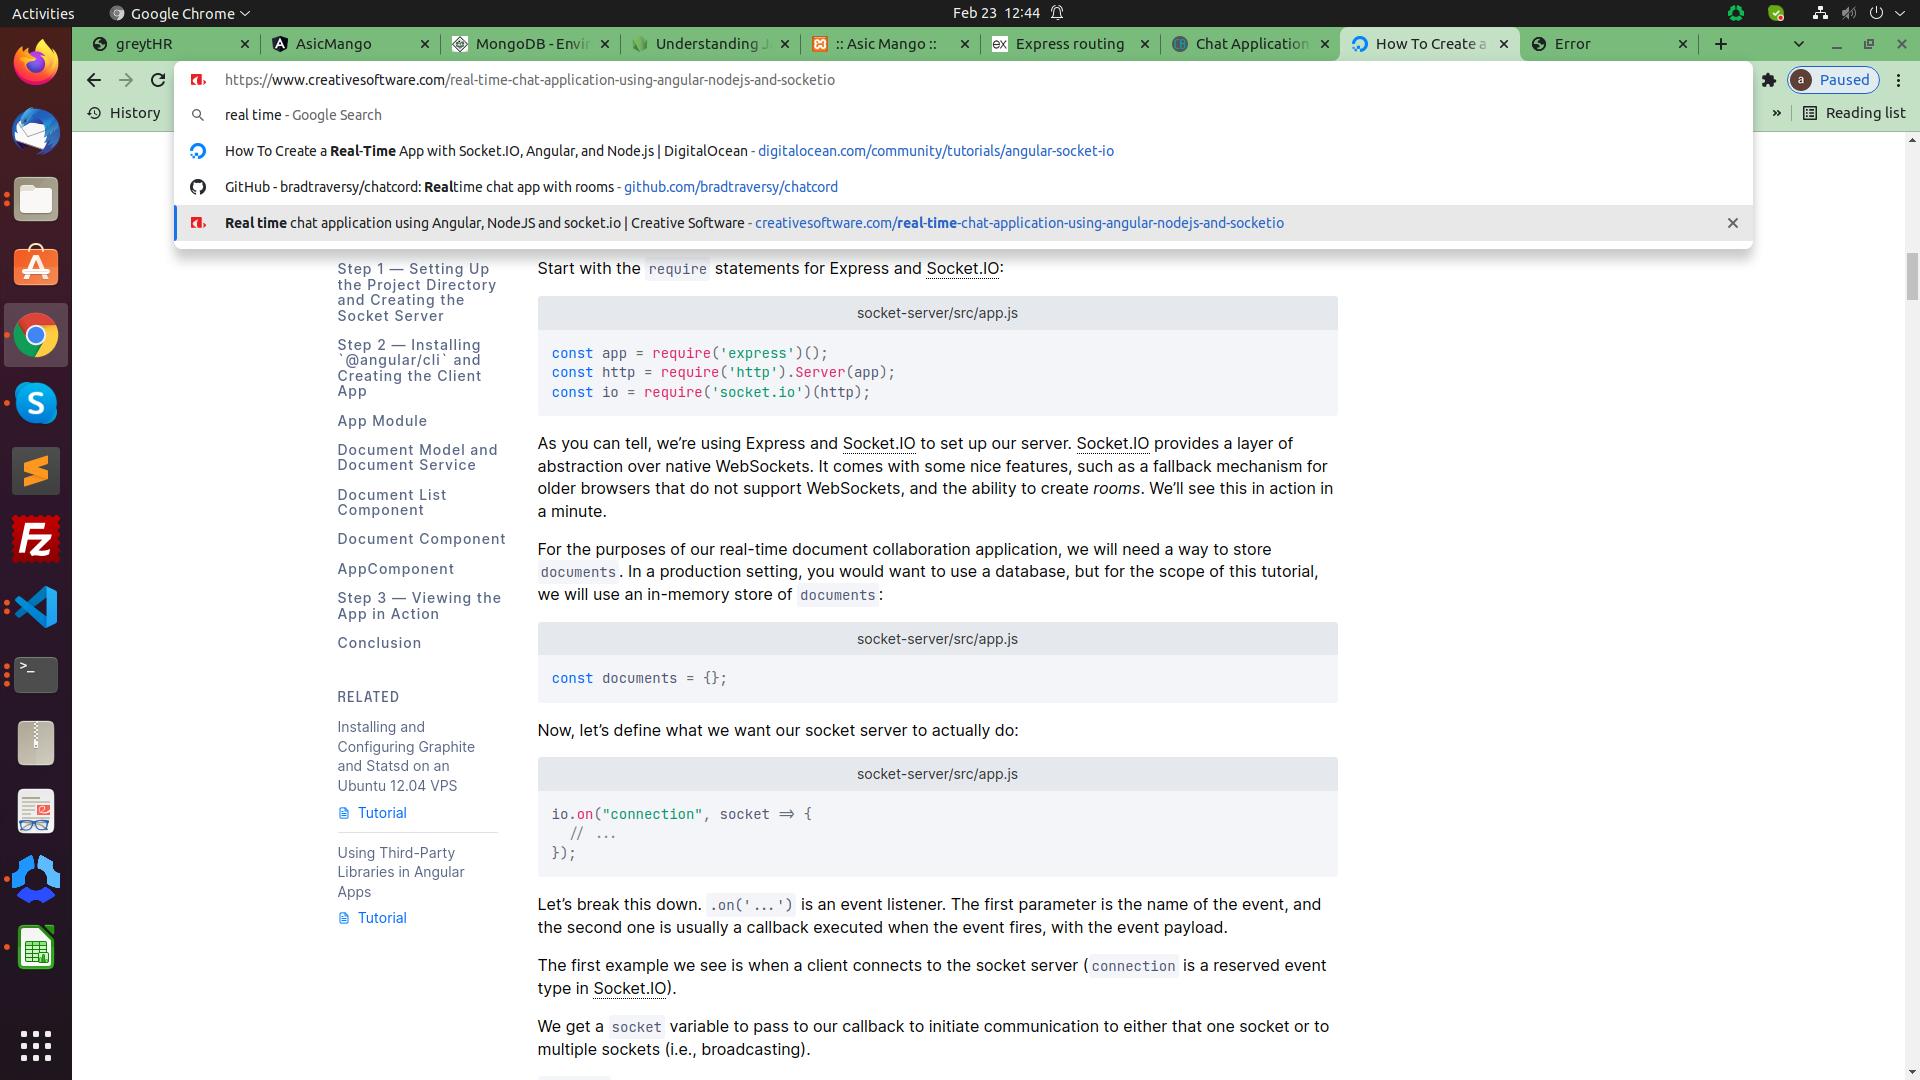 Activities
Google Chrome
Feb 23 12:44
greytHR
AsicMango
MongoDB - Envir
Understanding J
:: Asic Mango ::
Express routing
Chat Application
How To Create a
Error
https://www.creativesoftware.com/real-time-chat-application-using-angular-nodejs-and-socketio
a Paused
History
»
Reading list
real time - Google Search
How To Create a Real-Time App with Socket.IO, Angular, and Node.js | DigitalOcean - digitalocean.com/community/tutorials/angular-socket-io
GitHub - bradtraversy/chatcord: Realtime chat app with rooms - github.com/bradtraversy/chatcord
Real time chat application using Angular, NodeJS and socket.io | Creative Software - creativesoftware.com/real-time-chat-application-using-angular-nodejs-and-socketio
Step 1 — Setting Up
the Project Directory
and Creating the
Socket Server
Step 2 — Installing
`@angular/cli` and
Creating the Client
App
App Module
Document Model and
Document Service
Document List
Component
Document Component
AppComponent
Step 3 — Viewing the
App in Action
Conclusion
RELATED
Installing and
Configuring Graphite
and Statsd on an
Ubuntu 12.04 VPS
Tutorial
Using Third-Party
Libraries in Angular
Apps
Tutorial
Start with the require statements for Express and Socket.IO:
socket-server/src/app.js
const app = require('express')();
const http = require('http').Server(app);
const io = require('socket.io')(http);
As you can tell, we're using Express and Socket.IO to set up our server. Socket.IO provides a layer of
abstraction over native WebSockets. It comes with some nice features, such as a fallback mechanism for
older browsers that do not support WebSockets, and the ability to create rooms. We'll see this in action in
a minute.
For the purposes of our real-time document collaboration application, we will need a way to store
documents. In a production setting, you would want to use a database, but for the scope of this tutorial,
we will use an in-memory store of documents:
socket-server/src/app.js
const documents = {};
Now, let's define what we want our socket server to actually do:
socket-server/src/app.js
io.on("connection", socket => {
// ...
});
Let's break this down. .on('...') is an event listener. The first parameter is the name of the event, and
the second one is usually a callback executed when the event fires, with the event payload.
The first example we see is when a client connects to the socket server (connection is a reserved event
type in Socket.IO).
We get a socket variable to pass to our callback to initiate communication to either that one socket or to
multiple sockets (i.e., broadcasting).